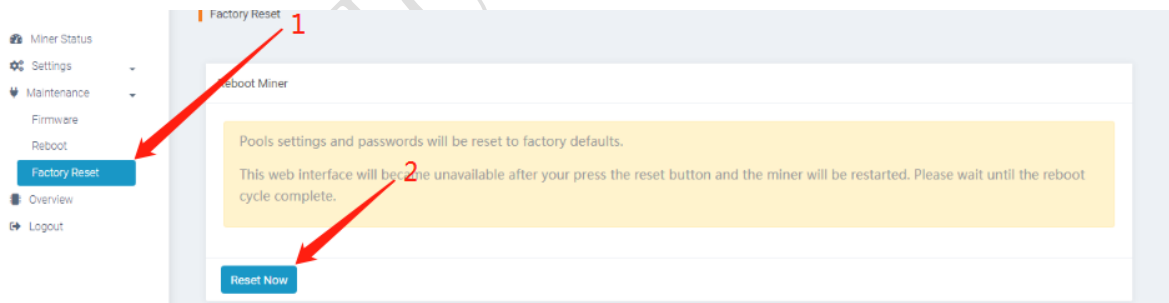 Factory Reset
1
Miner Status
Settings
Maintenance
Firmware
Reboot
Factory Reset
Overview
Logout
Reboot Miner
Pools settings and passwords will be reset to factory defaults.
This web interface will became unavailable after your press the reset button and the miner will be restarted. Please wait until the reboot
cycle complete.
2
Reset Now